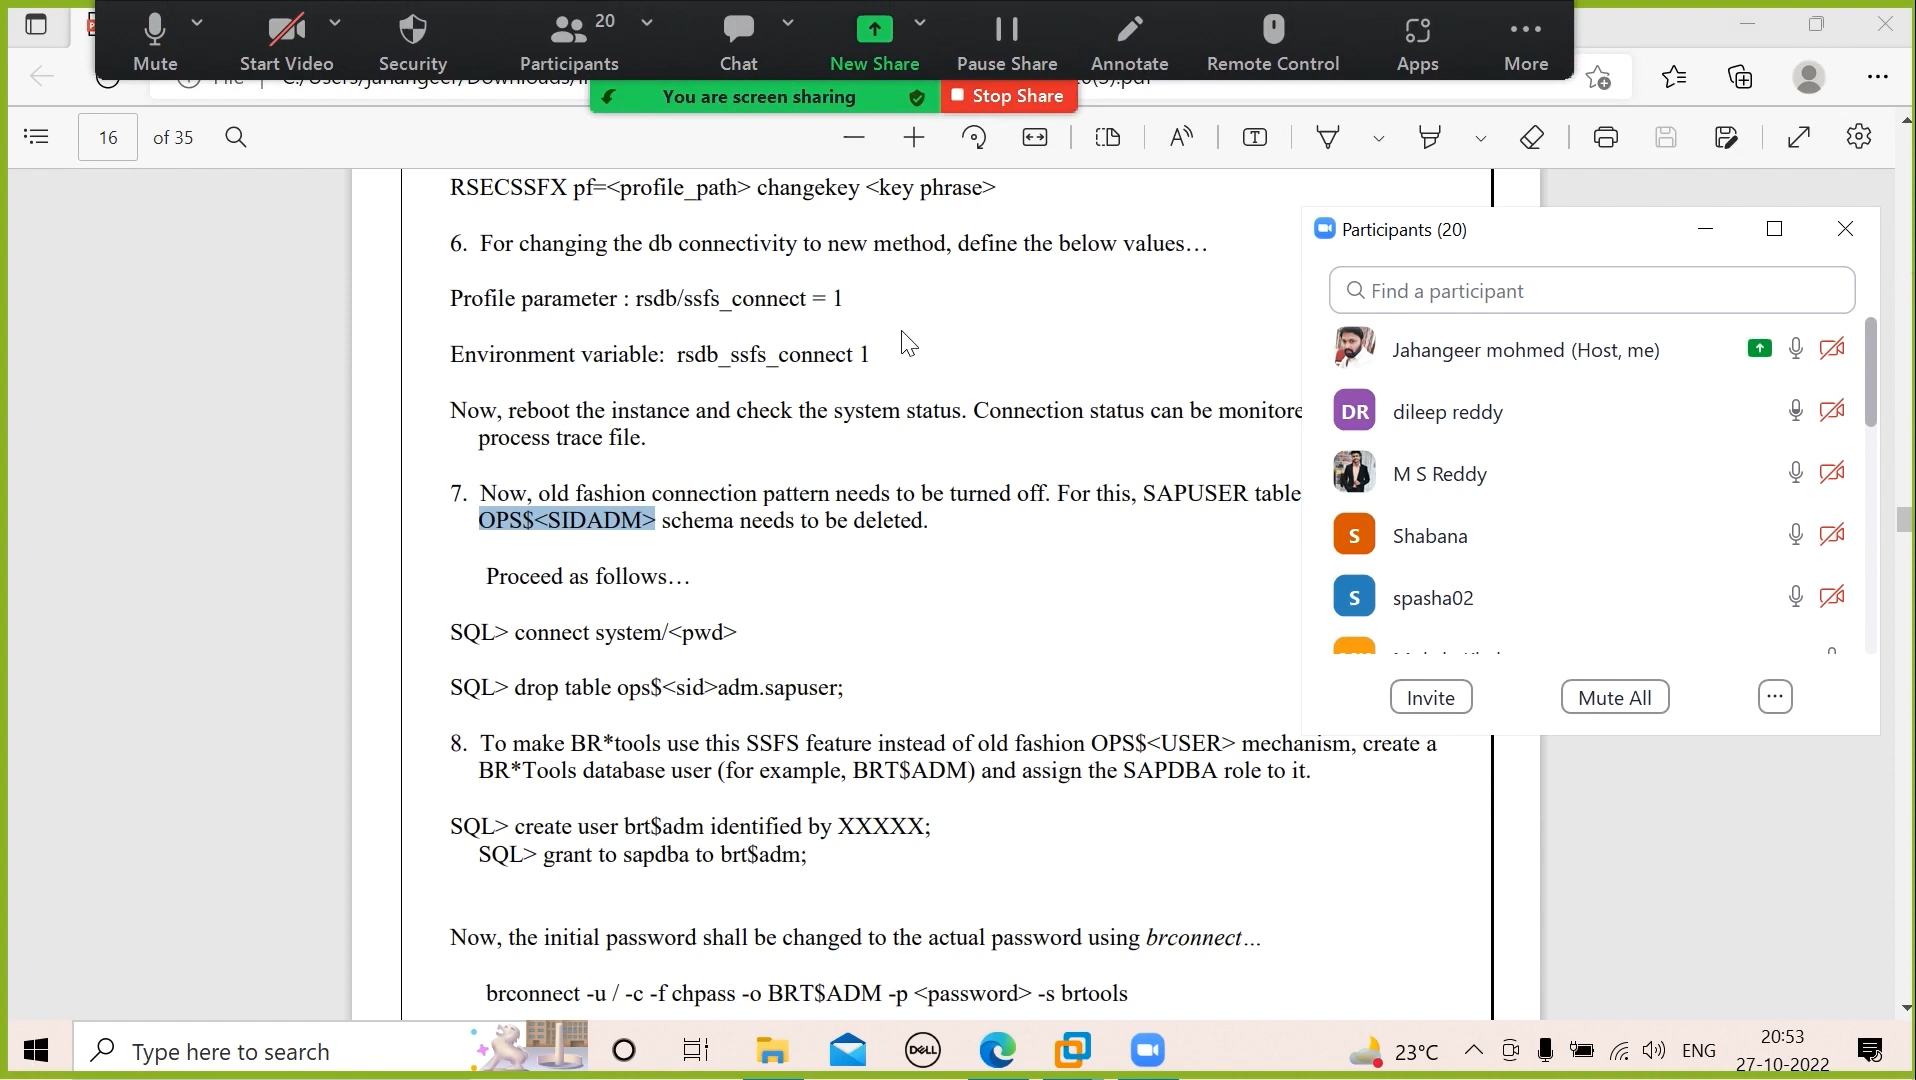 20
Mute
Start Video
Security
Participants
Chat
New Share
Pause Share
Annotate
Remote Control
Apps
More
You are screen sharing
Stop Share
16 of 35
RSECSSFX pf=<profile_path> changekey <key phrase>
6. For changing the db connectivity to new method, define the below values…
Profile parameter : rsdb/ssfs_connect = 1
Environment variable: rsdb_ssfs_connect 1
Now, reboot the instance and check the system status. Connection status can be monitore
process trace file.
7. Now, old fashion connection pattern needs to be turned off. For this, SAPUSER table
OPS$<SIDADM> schema needs to be deleted.
Proceed as follows…
SQL> connect system/<pwd>
SQL> drop table ops$<sid>adm.sapuser;
8. To make BR*tools use this SSFS feature instead of old fashion OPS$<USER> mechanism, create a
BR*Tools database user (for example, BRT$ADM) and assign the SAPDBA role to it.
SQL> create user brt$adm identified by XXXXX;
SQL> grant to sapdba to brt$adm;
Now, the initial password shall be changed to the actual password using brconnect…
brconnect -u / -c -f chpass -o BRT$ADM -p <password> -s brtools
Participants (20)
Find a participant
Jahangeer mohmed (Host, me)
DR dileep reddy
M S Reddy
S Shabana
S spasha02
Invite
Mute All
Type here to search
DELL
23°C
ENG
20:53
27-10-2022